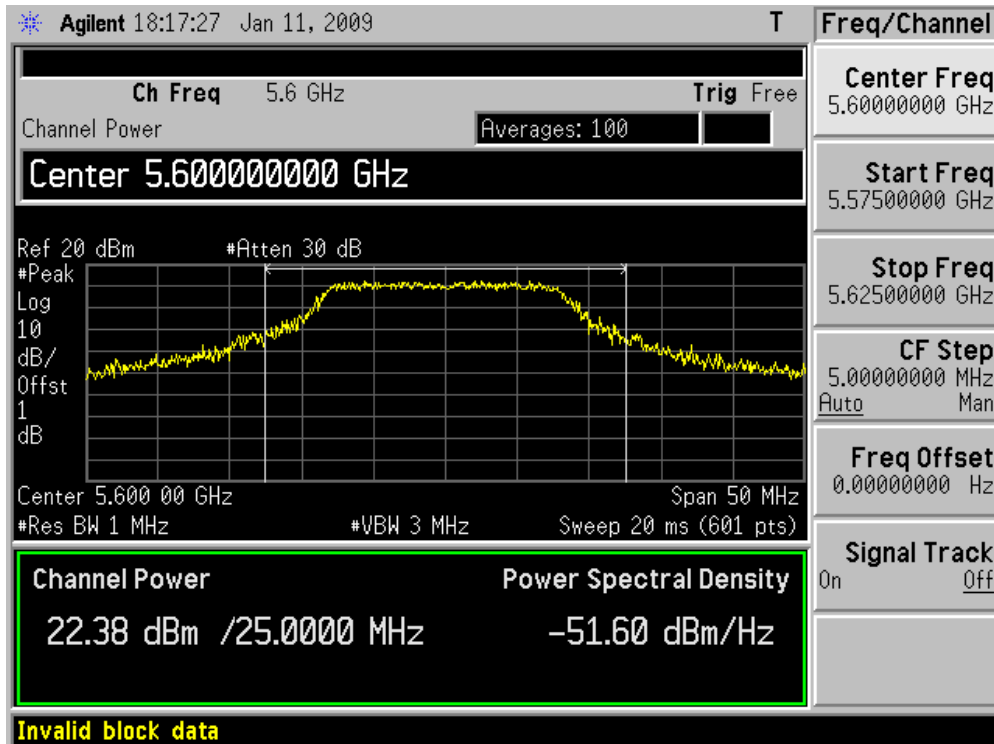 Agilent 18:17:27 Jan 11, 2009 T
Freq/Channel
Ch Freq 5.6 GHz Trig Free
Channel Power Averages: 100
Center 5.600000000 GHz
Ref 20 dBm #Atten 30 dB
#Peak
Log
10
dB/
Offst
1
dB
Center 5.600 00 GHz Span 50 MHz
#Res BW 1 MHz #VBW 3 MHz Sweep 20 ms (601 pts)
Channel Power Power Spectral Density
22.38 dBm /25.0000 MHz -51.60 dBm/Hz
Invalid block data
Center Freq
5.60000000 GHz
Start Freq
5.57500000 GHz
Stop Freq
5.62500000 GHz
CF Step
5.00000000 MHz
Auto Man
Freq Offset
0.00000000 Hz
Signal Track
On Off